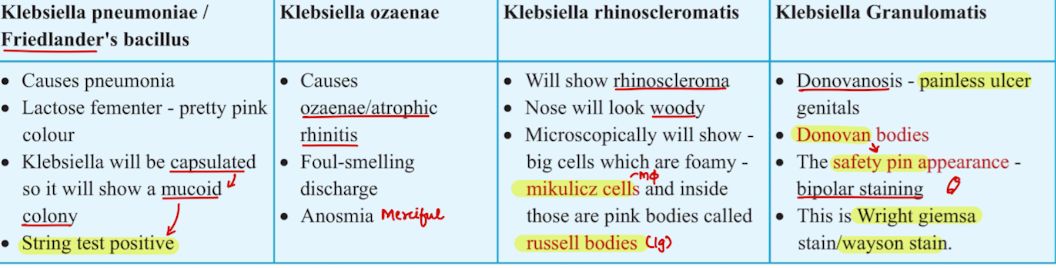 Klebsiella pneumoniae /
Friedlander's bacillus
Klebsiella ozaenae
Klebsiella rhinoscleromatis
Klebsiella Granulomatis
• Causes pneumonia
• Lactose fementer - pretty pink
colour
• Klebsiella will be capsulated
so it will show a mucoid
colony
• String test positive
• Causes
ozaenae/atrophic
rhinitis
• Foul-smelling
discharge
• Anosmia Merciful
• Will show rhinoscleroma
• Nose will look woody
• Microscopically will show -
big cells which are foamy -
mikulicz cells and inside
-mφ
those are pink bodies called
russell bodies (Ig)
• Donovanosis - painless ulcer
genitals
• Donovan bodies
• The safety pin appearance -
bipolar staining
• This is Wright giemsa
stain/wayson stain.